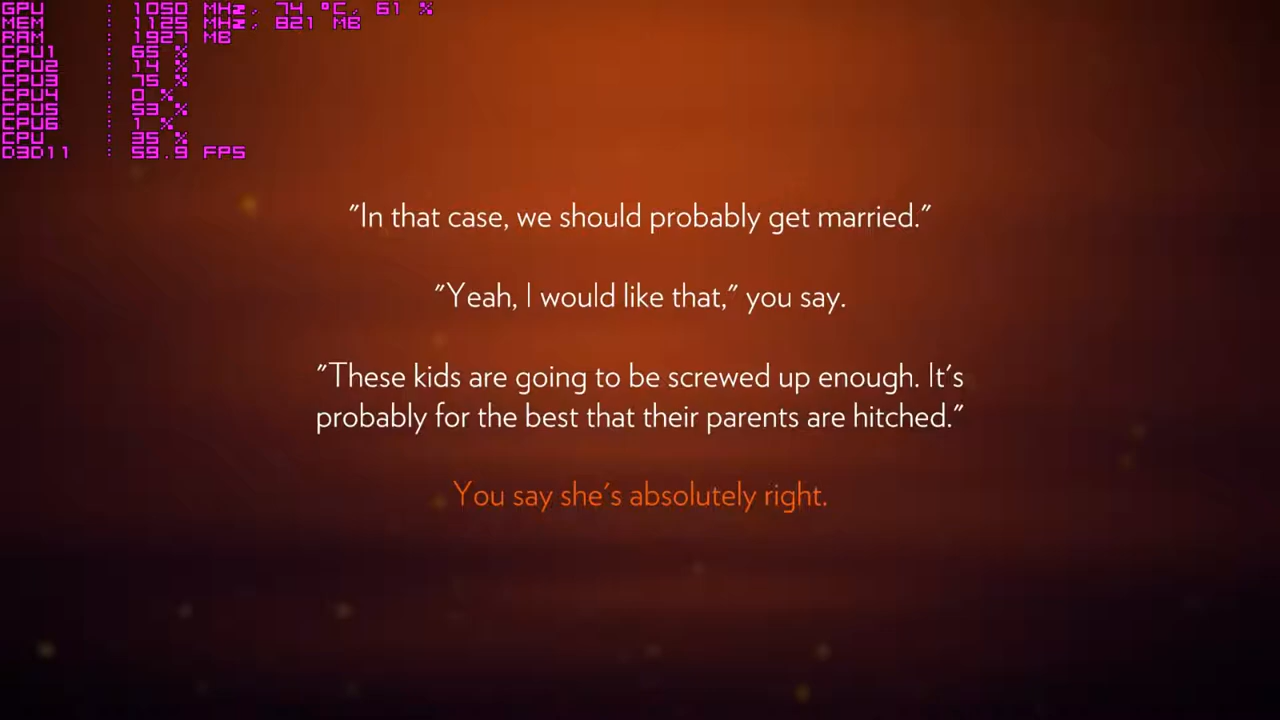 GPU : 1050 MHz, 74 °C, 61 %
MEM : 1125 MHz, 821 MB
RAM : 1927 MB
CPU1 : 65 %
CPU2 : 14 %
CPU3 : 75 %
CPU4 : 0 %
CPU5 : 53 %
CPU6 : 1 %
CPU : 35 %
D3D11 : 59.9 FPS
"In that case, we should probably get married."
"Yeah, I would like that," you say.
"These kids are going to be screwed up enough. It's
probably for the best that their parents are hitched."
You say she's absolutely right.